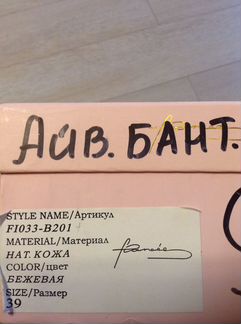 АЙВ. БАНТ.
STYLE NAME/Артикул
FI033-B201
MATERIAL/Материал
НАТ. КОЖА
COLOR/цвет
БЕЖЕВАЯ
SIZE/Размер
39